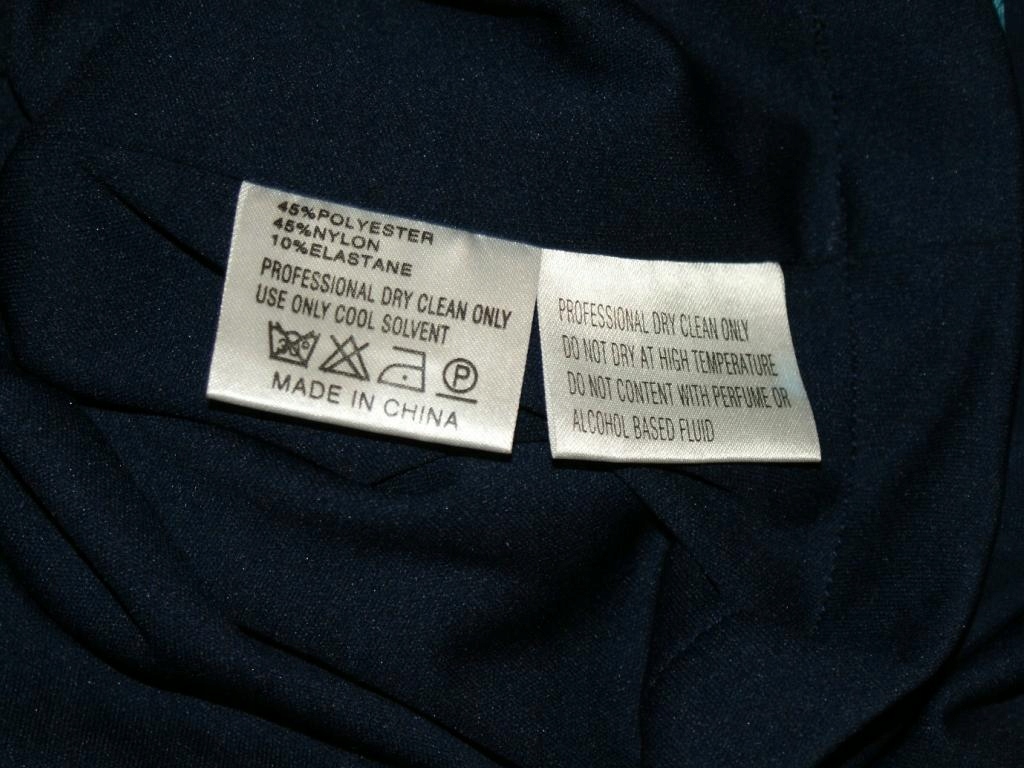 45%POLYESTER
45%NYLON
10%ELASTANE
PROFESSIONAL DRY CLEAN ONLY
USE ONLY COOL SOLVENT
30°
P
MADE IN CHINA
PROFESSIONAL DRY CLEAN ONLY
DO NOT DRY AT HIGH TEMPERATURE
DO NOT CONTENT WITH PERFUME OR
ALCOHOL BASED FLUID